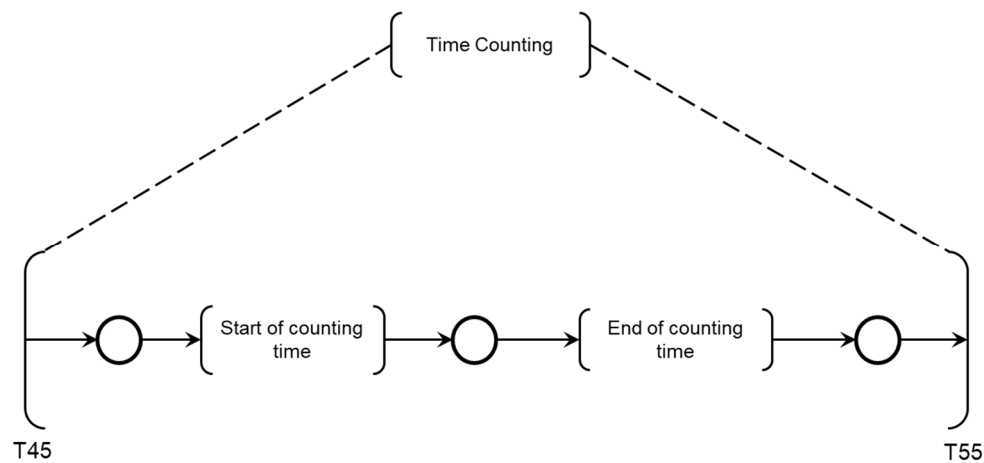 Time Counting
Start of counting
time
End of counting
time
T45
T55